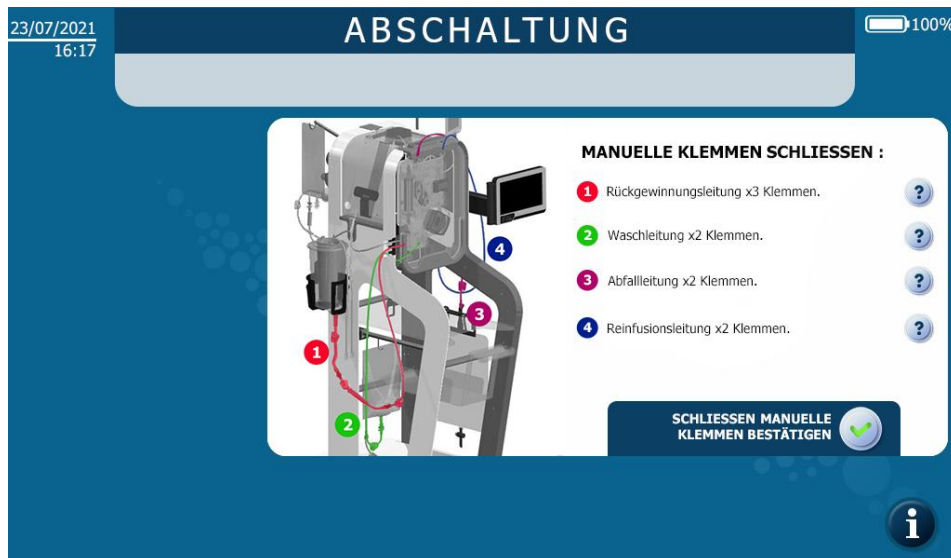 23/07/2021
16:17
ABSCHALTUNG
100%
MANUELLE KLEMMEN SCHLIESSEN :
1 Rückgewinnungsleitung x3 Klemmen. ?
2 Waschleitung x2 Klemmen. ?
3 Abfallleitung x2 Klemmen. ?
4 Reinfusionsleitung x2 Klemmen. ?
4
3
1
2
SCHLIESSEN MANUELLE
KLEMMEN BESTÄTIGEN
i